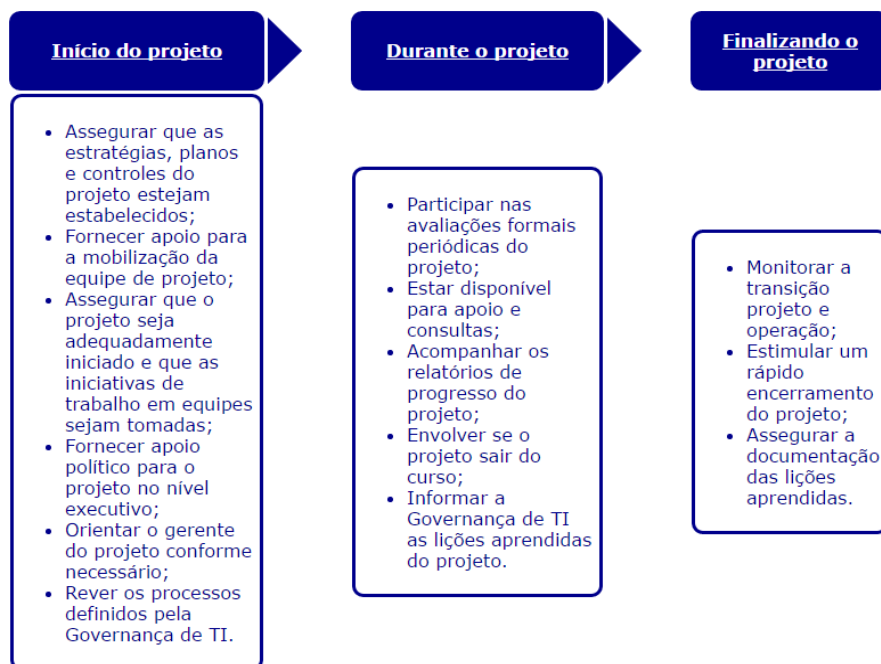 Início do projeto
Durante o projeto
Finalizando o
projeto
• Assegurar que as
estratégias, planos
e controles do
projeto estejam
estabelecidos;
• Fornecer apoio para
a mobilização da
equipe de projeto;
• Assegurar que o
projeto seja
adequadamente
iniciado e que as
iniciativas de
trabalho em equipes
sejam tomadas;
• Fornecer apoio
político para o
projeto no nível
executivo;
• Orientar o gerente
do projeto conforme
necessário;
• Rever os processos
definidos pela
Governança de TI.
• Participar nas
avaliações formais
periódicas do
projeto;
• Estar disponível
para apoio e
consultas;
• Acompanhar os
relatórios de
progresso do
projeto;
• Envolver se o
projeto sair do
curso;
• Informar a
Governança de TI
as lições aprendidas
do projeto.
• Monitorar a
transição
projeto e
operação;
• Estimular um
rápido
encerramento
do projeto;
• Assegurar a
documentação
das lições
aprendidas.